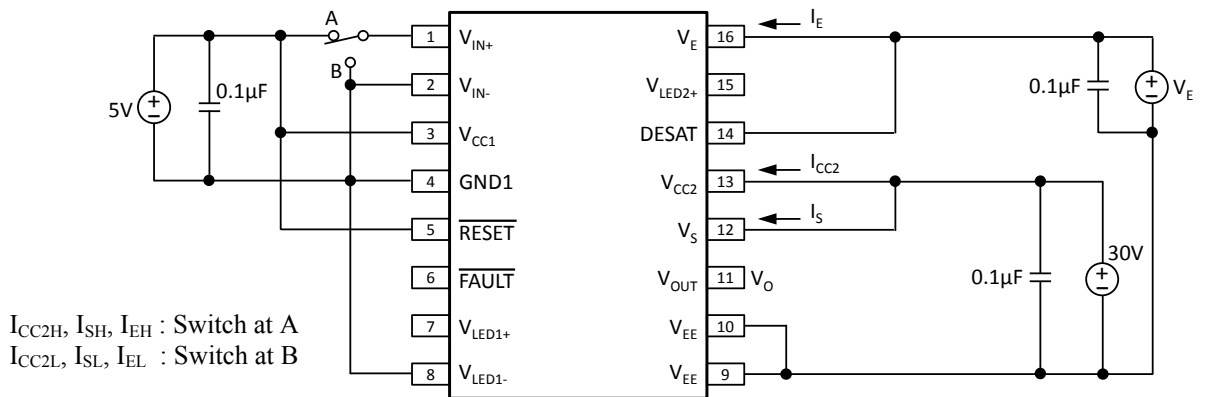 A
B
5V
0.1µF
1 V_IN+
2 V_IN-
3 V_CC1
4 GND1
5 R̅E̅S̅E̅T̅
6 F̅A̅U̅L̅T̅
7 V_LED1+
8 V_LED1-
V_E 16
V_LED2+ 15
DESAT 14
V_CC2 13
V_S 12
V_OUT 11 V_O
V_EE 10
V_EE 9
I_E
I_CC2
I_S
0.1µF
V_E
0.1µF
30V
I_CC2H, I_SH, I_EH : Switch at A
I_CC2L, I_SL, I_EL : Switch at B